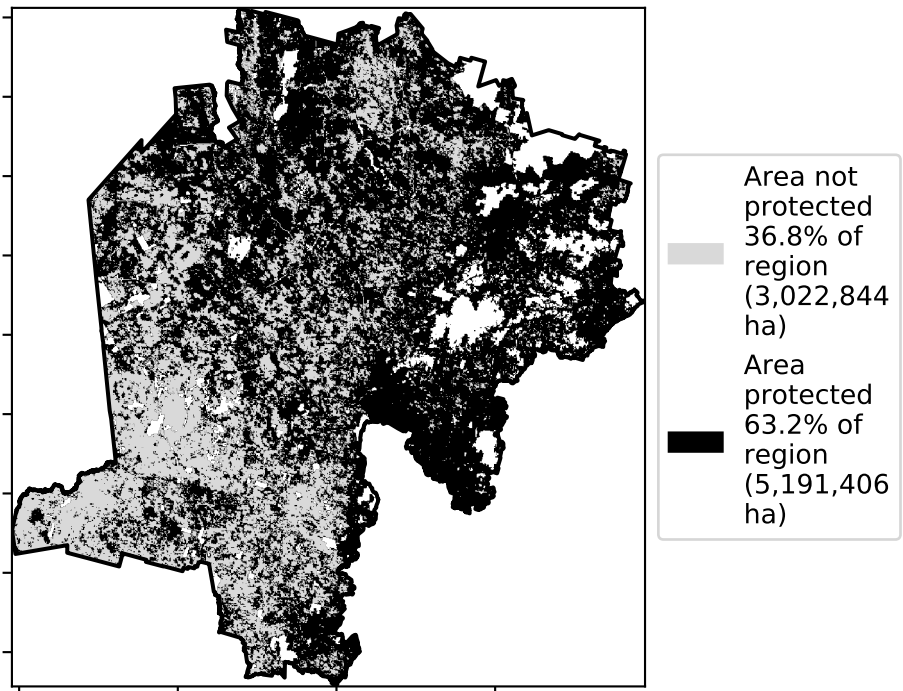 Area not
protected
36.8% of
region
(3,022,844
ha)
Area
protected
63.2% of
region
(5,191,406
ha)